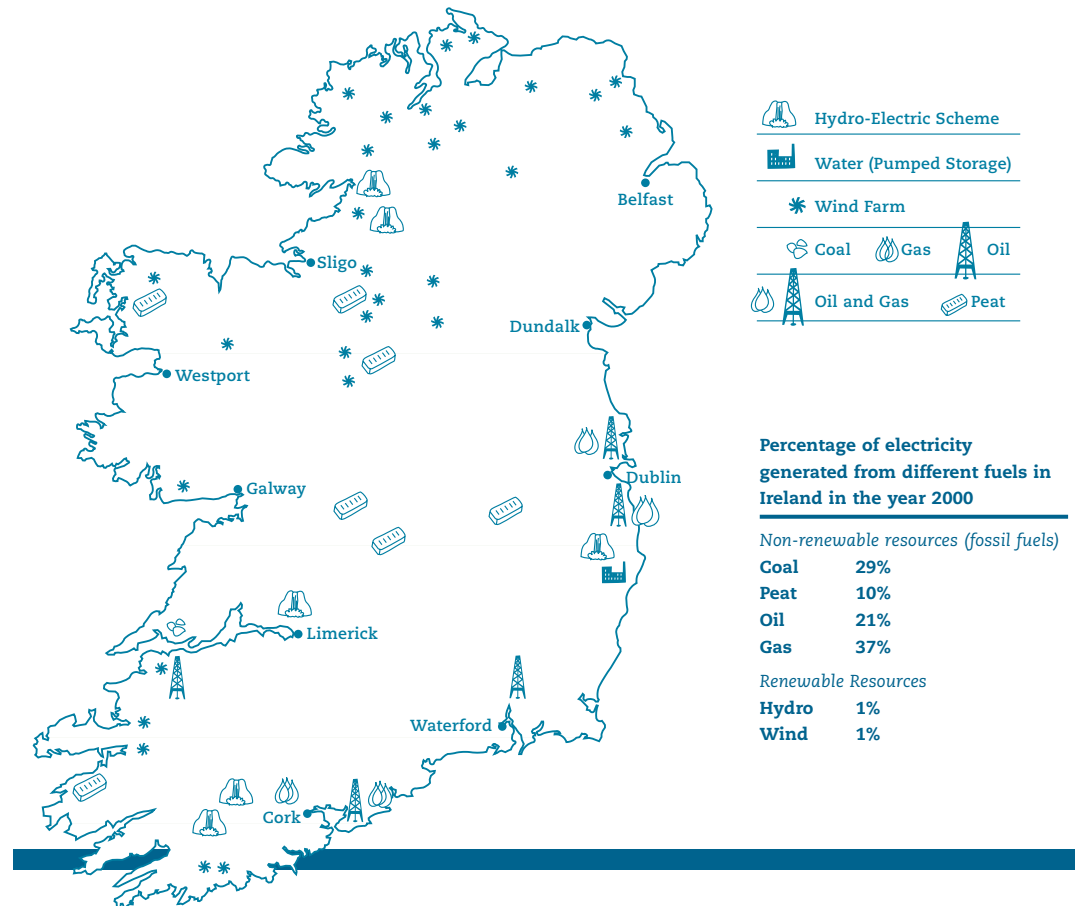 Hydro-Electric Scheme
Water (Pumped Storage)
Wind Farm
Coal Gas Oil
Oil and Gas Peat
Belfast
Sligo
Dundalk
Westport
Dublin
Galway
Limerick
Waterford
Cork
Percentage of electricity
generated from different fuels in
Ireland in the year 2000
Non-renewable resources (fossil fuels)
Coal 29%
Peat 10%
Oil 21%
Gas 37%
Renewable Resources
Hydro 1%
Wind 1%